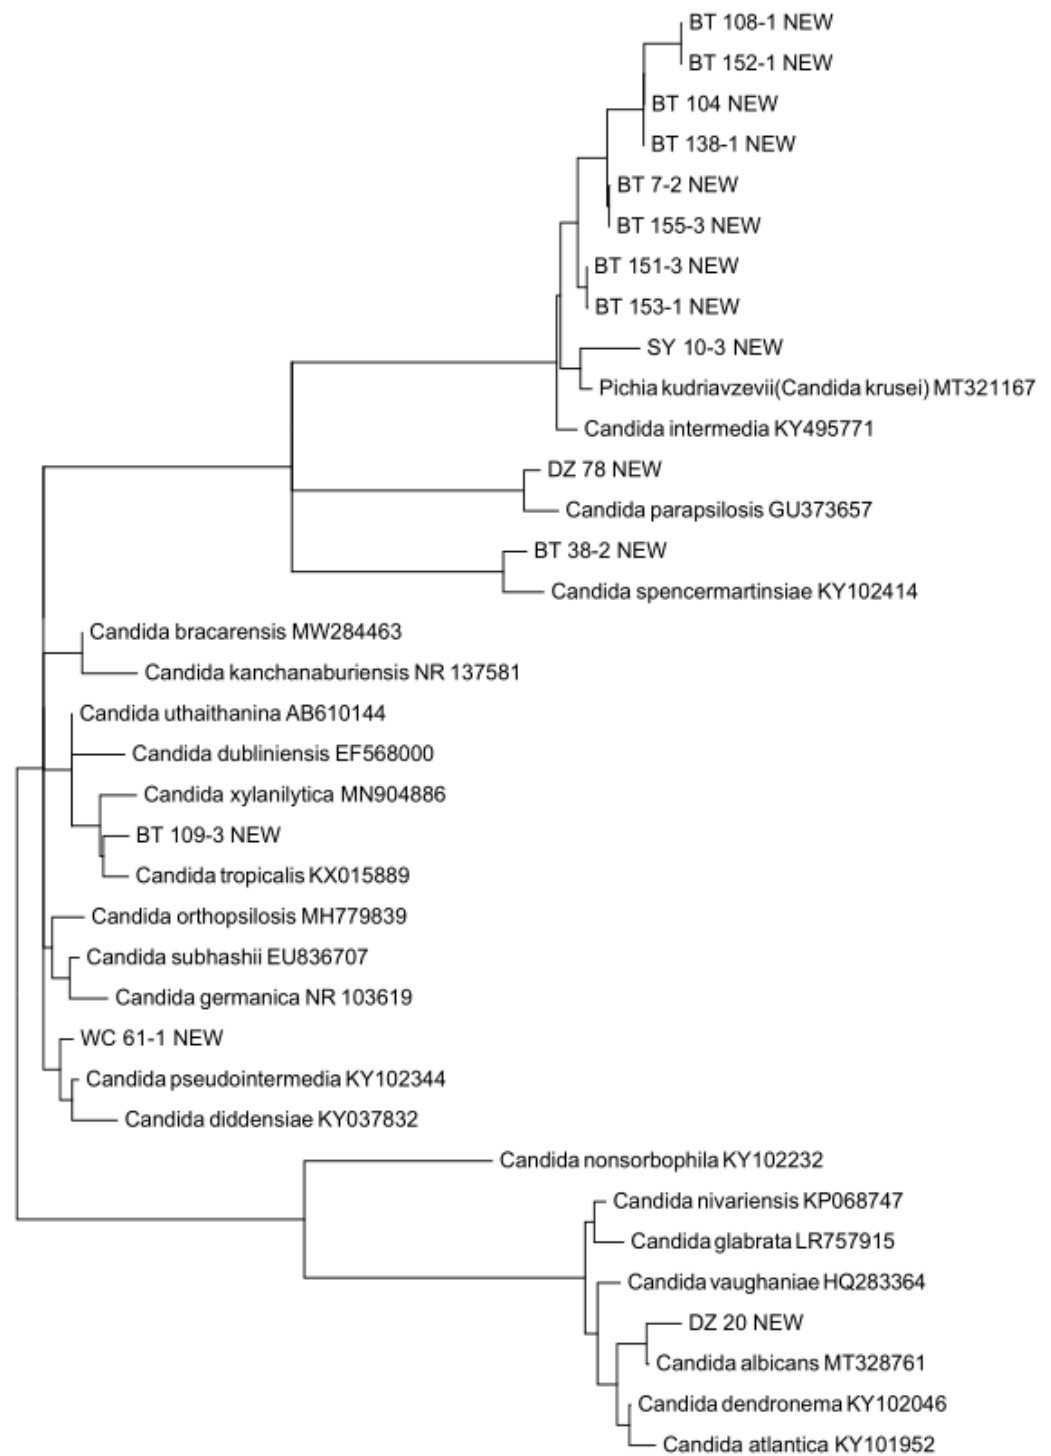 BT 108-1 NEW
BT 152-1 NEW
BT 104 NEW
BT 138-1 NEW
BT 7-2 NEW
BT 155-3 NEW
BT 151-3 NEW
BT 153-1 NEW
SY 10-3 NEW
Pichia kudriavzevii(Candida krusei) MT321167
Candida intermedia KY495771
DZ 78 NEW
Candida parapsilosis GU373657
BT 38-2 NEW
Candida spencermartinsiae KY102414
Candida bracarensis MW284463
Candida kanchanaburiensis NR 137581
Candida uthaithanina AB610144
Candida dubliniensis EF568000
Candida xylanilytica MN904886
BT 109-3 NEW
Candida tropicalis KX015889
Candida orthopsilosis MH779839
Candida subhashii EU836707
Candida germanica NR 103619
WC 61-1 NEW
Candida pseudointermedia KY102344
Candida diddensiae KY037832
Candida nonsorbophila KY102232
Candida nivariensis KP068747
Candida glabrata LR757915
Candida vaughaniae HQ283364
DZ 20 NEW
Candida albicans MT328761
Candida dendronema KY102046
Candida atlantica KY101952